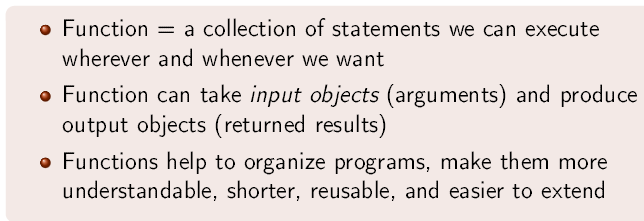 Function = a collection of statements we can execute
wherever and whenever we want
Function can take input objects (arguments) and produce
output objects (returned results)
Functions help to organize programs, make them more
understandable, shorter, reusable, and easier to extend